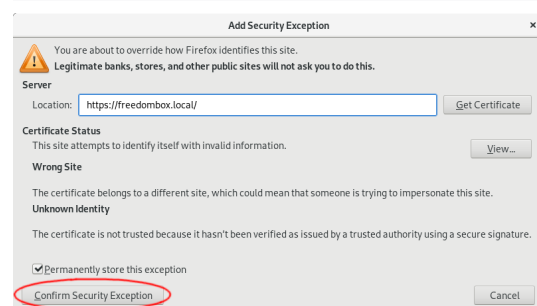 Add Security Exception
×
You are about to override how Firefox identifies this site.
Legitimate banks, stores, and other public sites will not ask you to do this.
Server
Location: https://freedombox.local/ Get Certificate
Certificate Status
This site attempts to identify itself with invalid information.
View...
Wrong Site
The certificate belongs to a different site, which could mean that someone is trying to impersonate this site.
Unknown Identity
The certificate is not trusted because it hasn't been verified as issued by a trusted authority using a secure signature.
Permanently store this exception
Confirm Security Exception Cancel